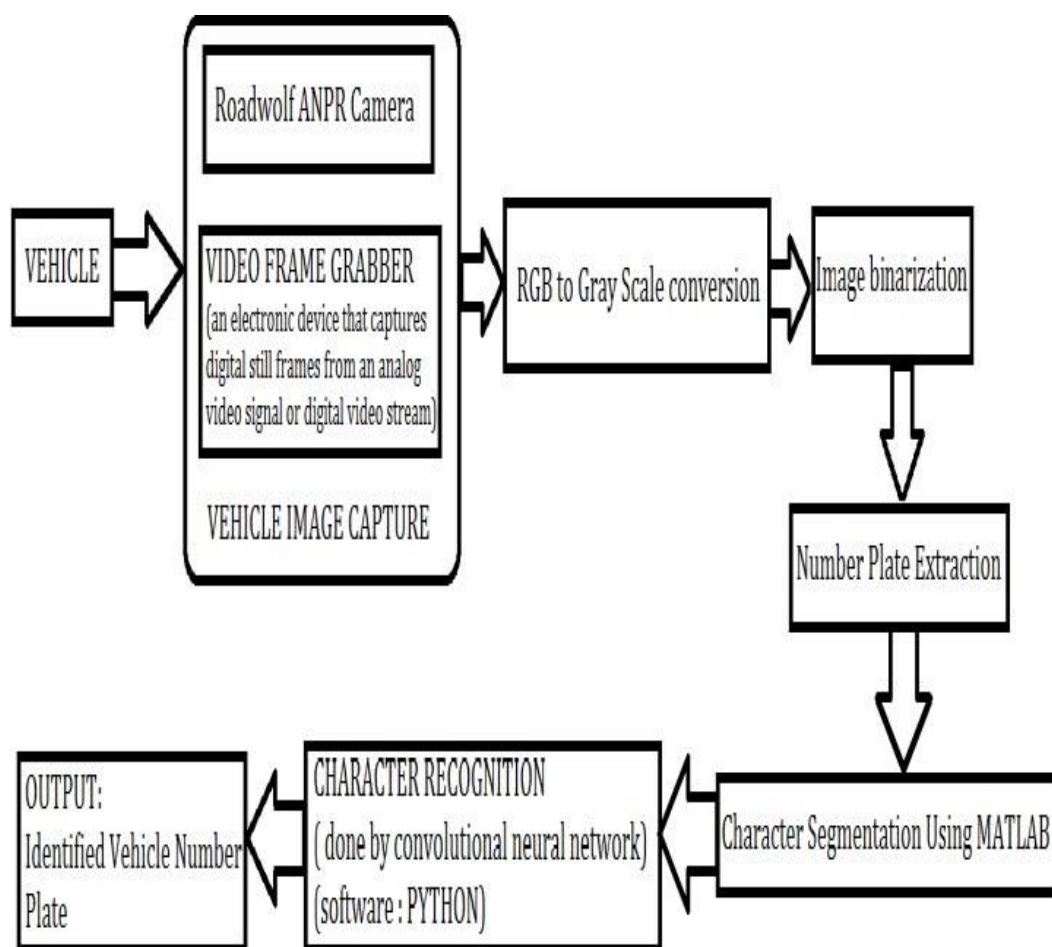 VEHICLE
Roadwolf ANPR Camera
VIDEO FRAME GRABBER
(an electronic device that captures
digital still frames from an analog
video signal or digital video stream)
VEHICLE IMAGE CAPTURE
RGB to Gray Scale conversion
Image binarization
Number Plate Extraction
Character Segmentation Using MATLAB
CHARACTER RECOGNITION
( done by convolutional neural network)
(software : PYTHON)
OUTPUT:
Identified Vehicle Number
Plate